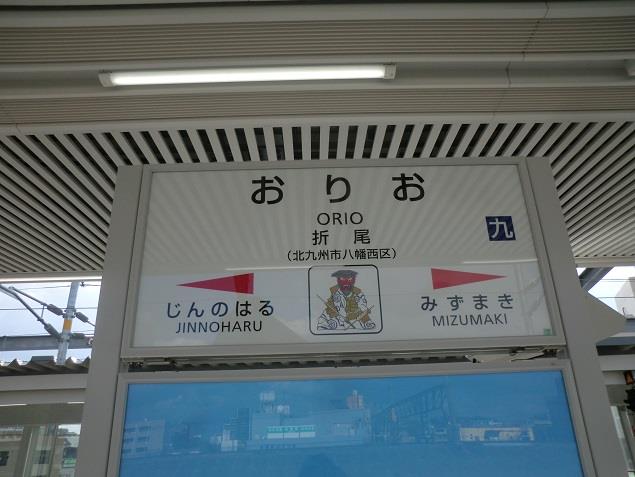 おりお
ORIO
折尾
九
(北九州市八幡西区)
じんのはる
JINNOHARU
みずまき
MIZUMAKI